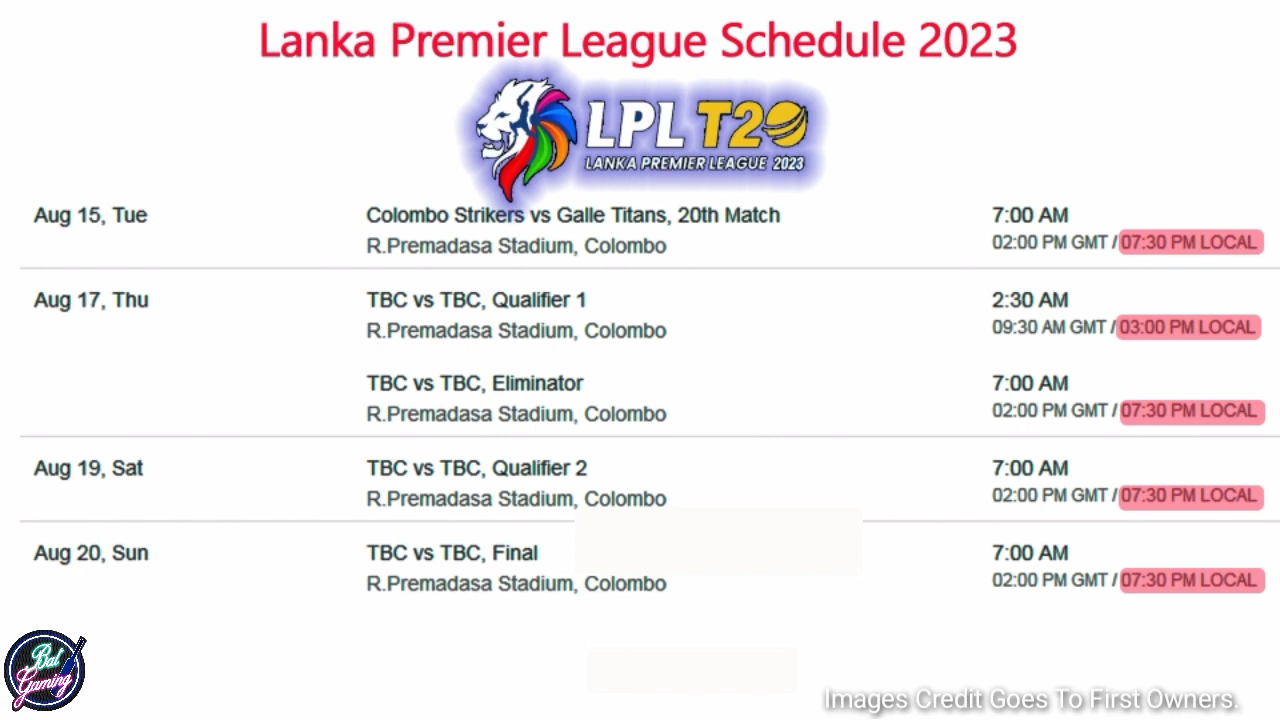 Lanka Premier League Schedule 2023
LPL T20
LANKA PREMIER LEAGUE 2023
Aug 15, Tue
Colombo Strikers vs Galle Titans, 20th Match
7:00 AM
R.Premadasa Stadium, Colombo
02:00 PM GMT / 07:30 PM LOCAL
Aug 17, Thu
TBC vs TBC, Qualifier 1
2:30 AM
R.Premadasa Stadium, Colombo
09:30 AM GMT / 03:00 PM LOCAL
TBC vs TBC, Eliminator
7:00 AM
R.Premadasa Stadium, Colombo
02:00 PM GMT / 07:30 PM LOCAL
Aug 19, Sat
TBC vs TBC, Qualifier 2
7:00 AM
R.Premadasa Stadium, Colombo
02:00 PM GMT / 07:30 PM LOCAL
Aug 20, Sun
TBC vs TBC, Final
7:00 AM
R.Premadasa Stadium, Colombo
02:00 PM GMT / 07:30 PM LOCAL
Bal
Gaming
Images Credit Goes To First Owners.